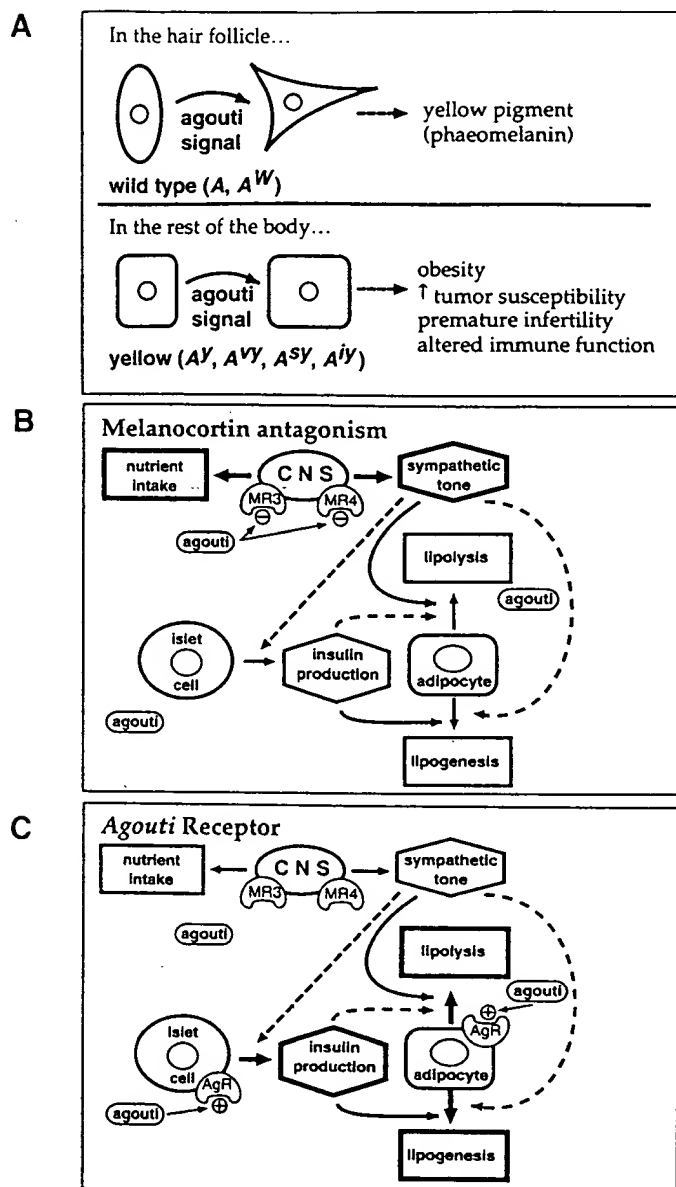 A
In the hair follicle...
agouti
signal
yellow pigment
(phaeomelanin)
wild type (A, A^W)
In the rest of the body...
agouti
signal
obesity
↑ tumor susceptibility
premature infertility
altered immune function
yellow (A^y, A^vy, A^sy, A^iy)
B
Melanocortin antagonism
nutrient
intake
CNS
MR3
MR4
⊖
⊖
sympathetic
tone
agouti
lipolysis
agouti
islet
cell
insulin
production
adipocyte
agouti
lipogenesis
C
Agouti Receptor
nutrient
intake
CNS
MR3
MR4
sympathetic
tone
agouti
lipolysis
agouti
⊕
AgR
islet
cell
AgR
⊕
insulin
production
adipocyte
agouti
lipogenesis